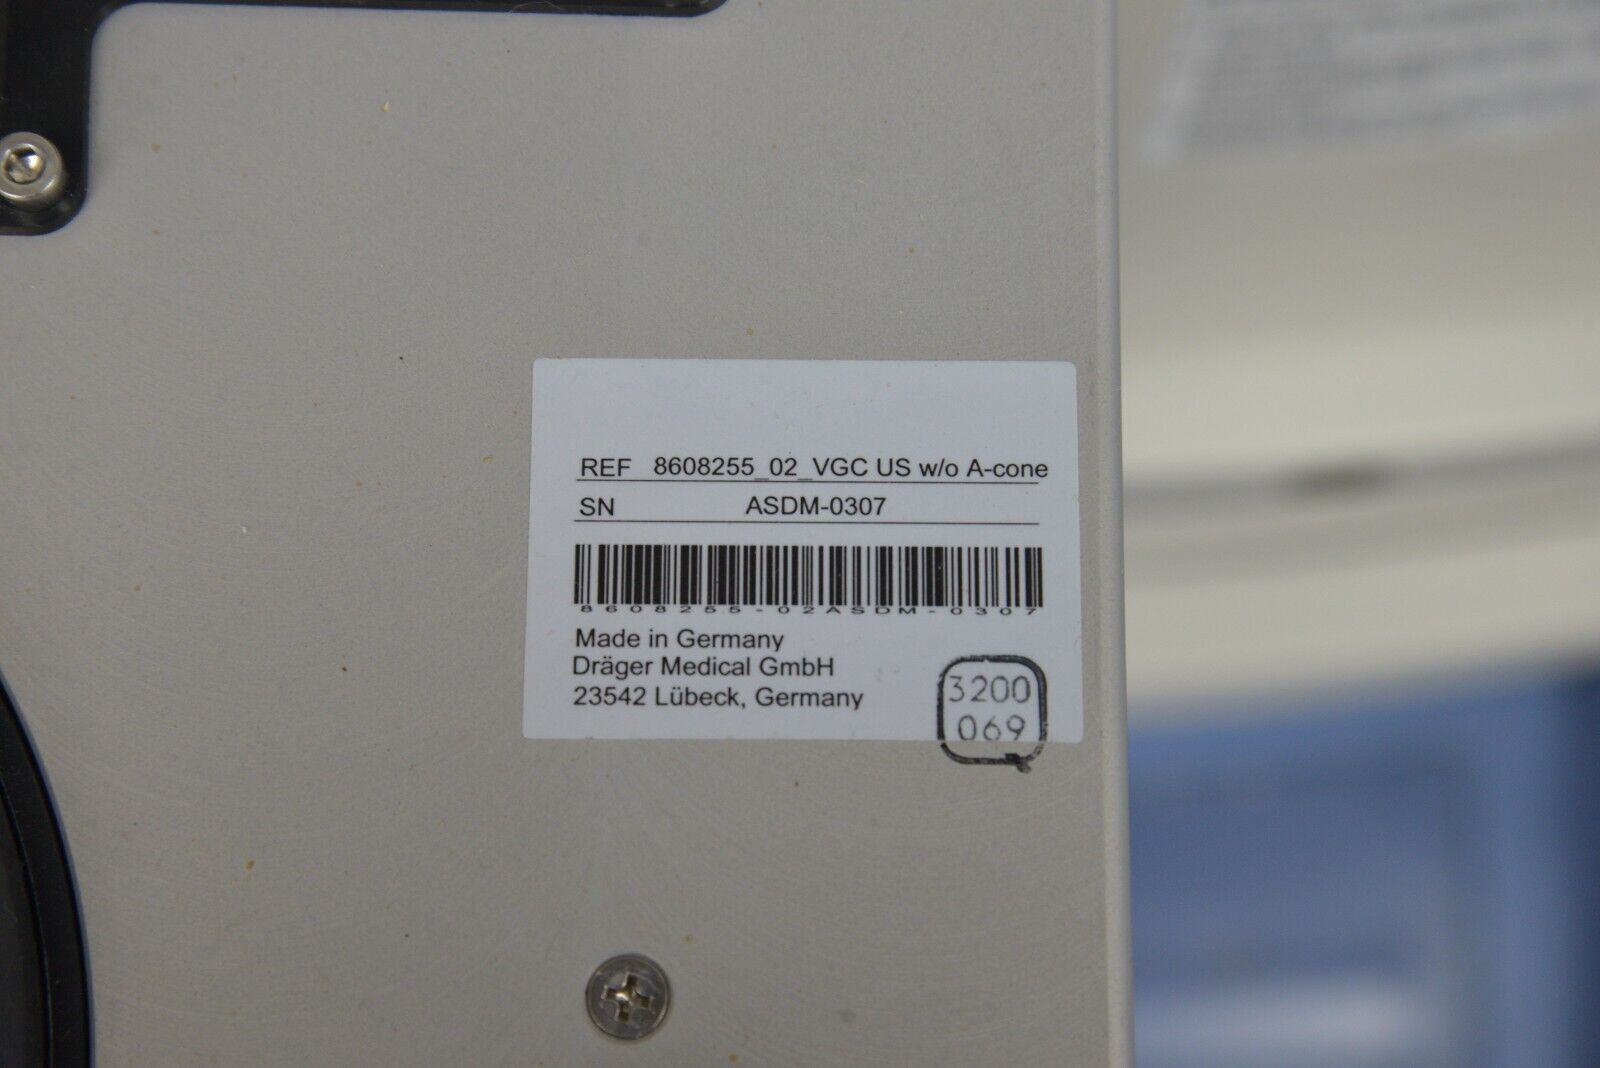 REF 8608255_02_VGC US w/o A-cone
SN ASDM-0307
8608255-02ASDM-0307
Made in Germany
Dräger Medical GmbH
23542 Lübeck, Germany
3200
069